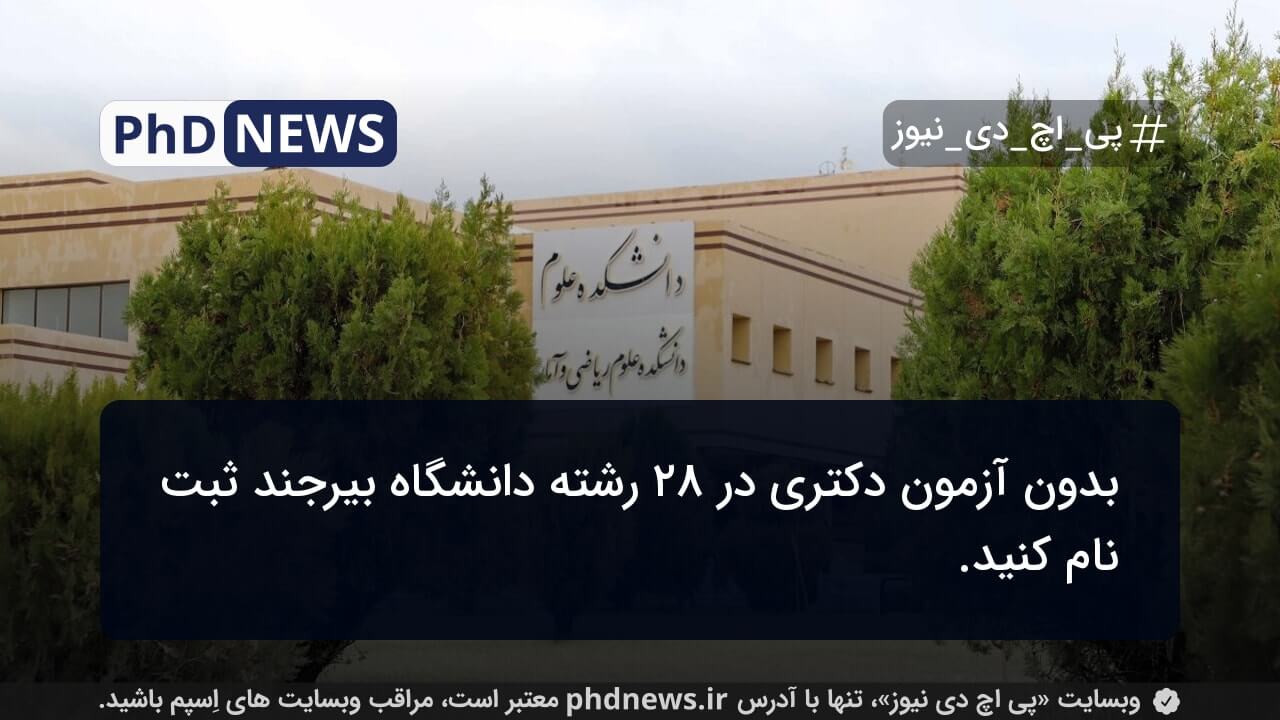 PhD NEWS
#پی_اچ_دی_نیوز
دانشکده علوم
دانشکده علوم ریاضی و آمار
بدون آزمون دکتری در ۲۸ رشته دانشگاه بیرجند ثبت
نام کنید.
وبسایت «پی اچ دی نیوز»، تنها با آدرس phdnews.ir معتبر است، مراقب وبسایت های اِسپم باشید.